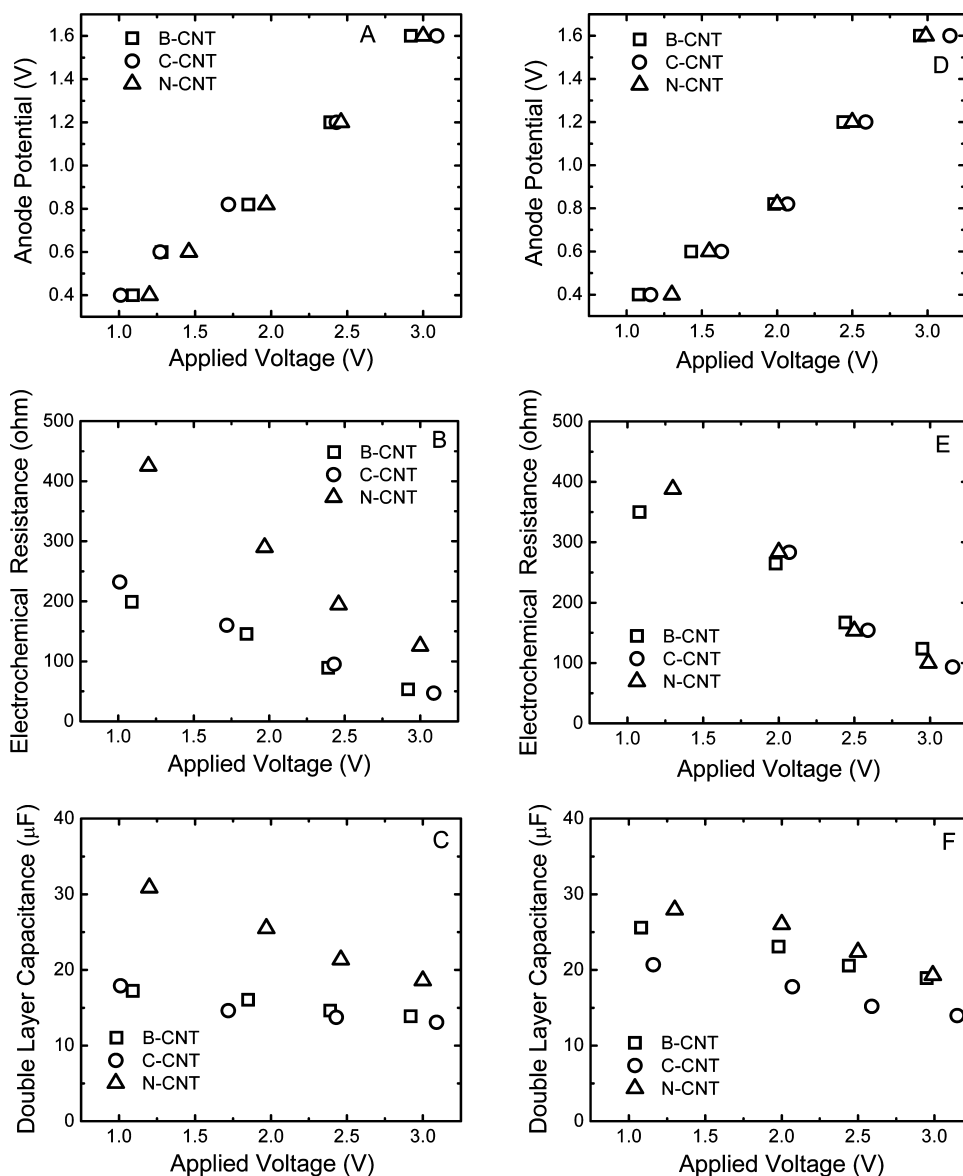 A
B-CNT
C-CNT
N-CNT
Anode Potential (V)
1.6
1.4
1.2
1.0
0.8
0.6
0.4
1.0 1.5 2.0 2.5 3.0
Applied Voltage (V)
D
B-CNT
C-CNT
N-CNT
Anode Potential (V)
1.6
1.4
1.2
1.0
0.8
0.6
0.4
1.0 1.5 2.0 2.5 3.0
Applied Voltage (V)
B
B-CNT
C-CNT
N-CNT
Electrochemical Resistance (ohm)
500
400
300
200
100
0
1.0 1.5 2.0 2.5 3.0
Applied Voltage (V)
E
B-CNT
C-CNT
N-CNT
Electrochemical Resistance (ohm)
500
400
300
200
100
0
1.0 1.5 2.0 2.5 3.0
Applied Voltage (V)
C
B-CNT
C-CNT
N-CNT
Double Layer Capacitance (μF)
40
30
20
10
0
1.0 1.5 2.0 2.5 3.0
Applied Voltage (V)
F
B-CNT
C-CNT
N-CNT
Double Layer Capacitance (μF)
40
30
20
10
0
1.0 1.5 2.0 2.5 3.0
Applied Voltage (V)